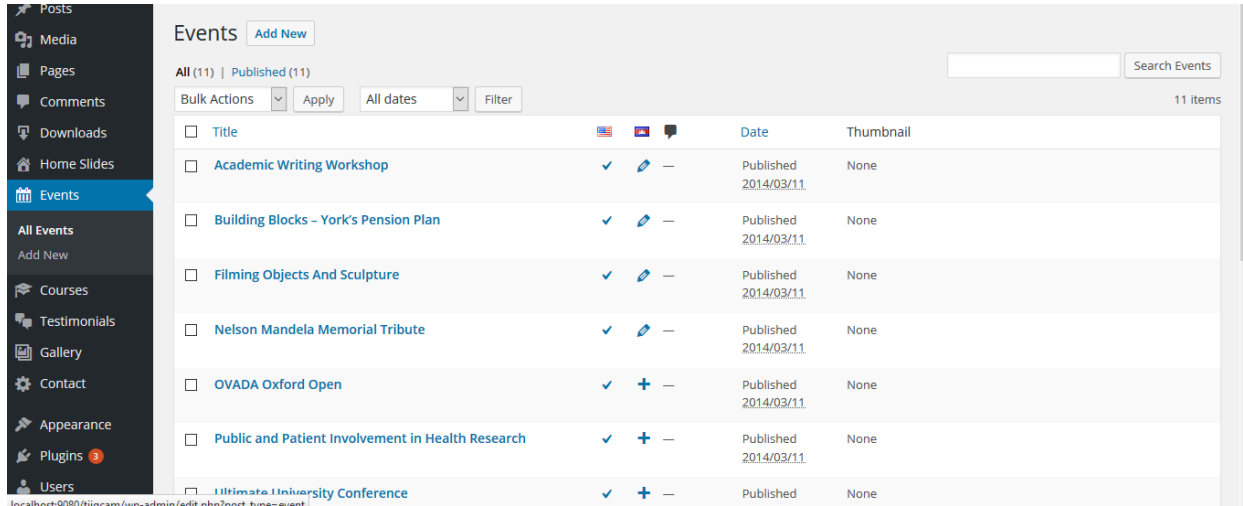 Posts
Media
Pages
Comments
Downloads
Home Slides
Events
All Events
Add New
Courses
Testimonials
Gallery
Contact
Appearance
Plugins 3
Users
Events Add New
All (11) | Published (11)
Search Events
Bulk Actions Apply All dates Filter
11 items
Title Date Thumbnail
Academic Writing Workshop — Published None
2014/03/11
Building Blocks – York's Pension Plan — Published None
2014/03/11
Filming Objects And Sculpture — Published None
2014/03/11
Nelson Mandela Memorial Tribute — Published None
2014/03/11
OVADA Oxford Open — Published None
2014/03/11
Public and Patient Involvement in Health Research — Published None
2014/03/11
Ultimate University Conference — Published None